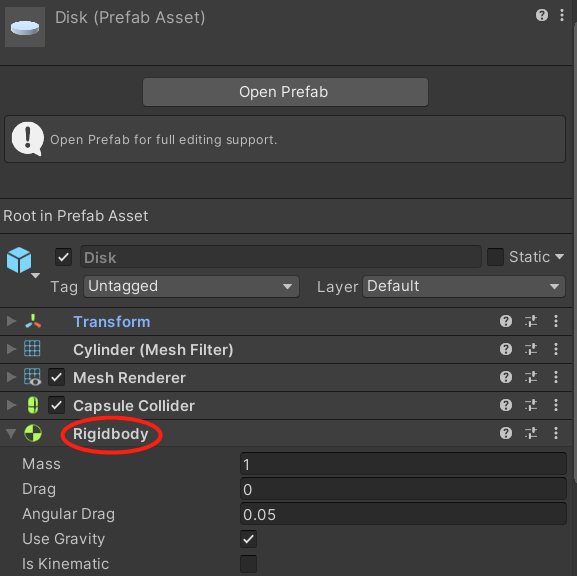 Disk (Prefab Asset)
Open Prefab
Open Prefab for full editing support.
Root in Prefab Asset
Disk Static
Tag Untagged Layer Default
Transform
Cylinder (Mesh Filter)
Mesh Renderer
Capsule Collider
Rigidbody
Mass 1
Drag 0
Angular Drag 0.05
Use Gravity
Is Kinematic